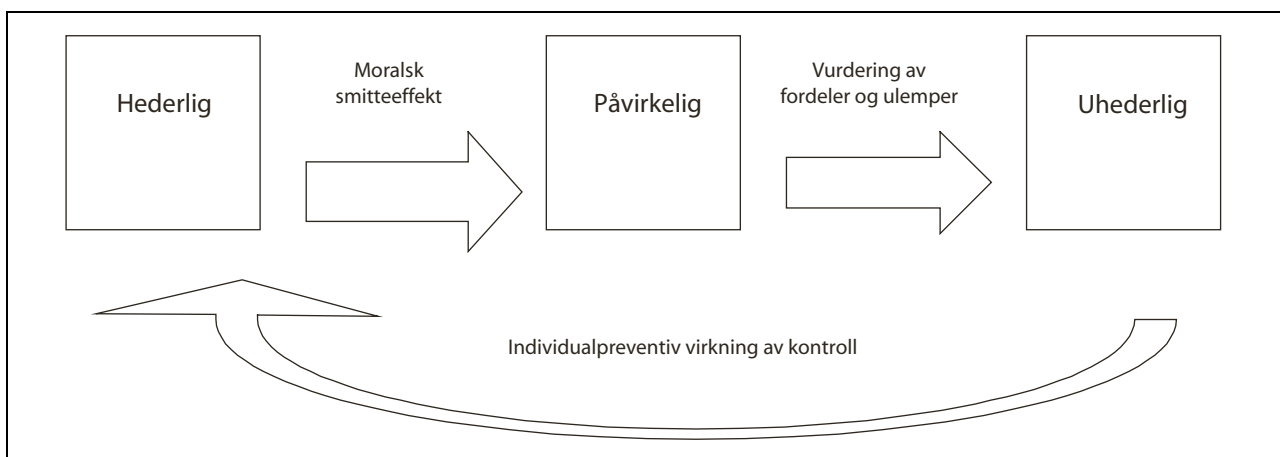 Hederlig
Moralsk
smitteeffekt
Påvirkelig
Vurdering av
fordeler og ulemper
Uhederlig
Individualpreventiv virkning av kontroll